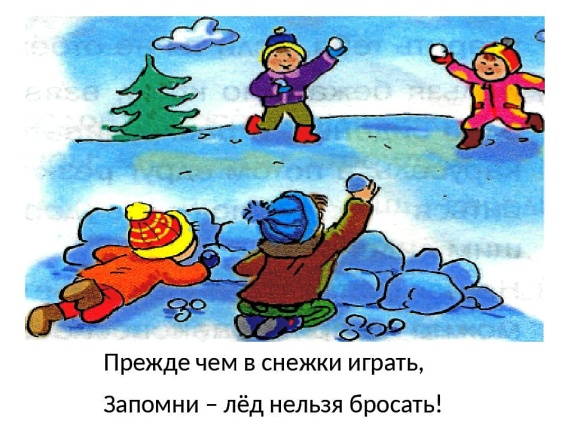 Прежде чем в снежки играть,
Запомни – лёд нельзя бросать!